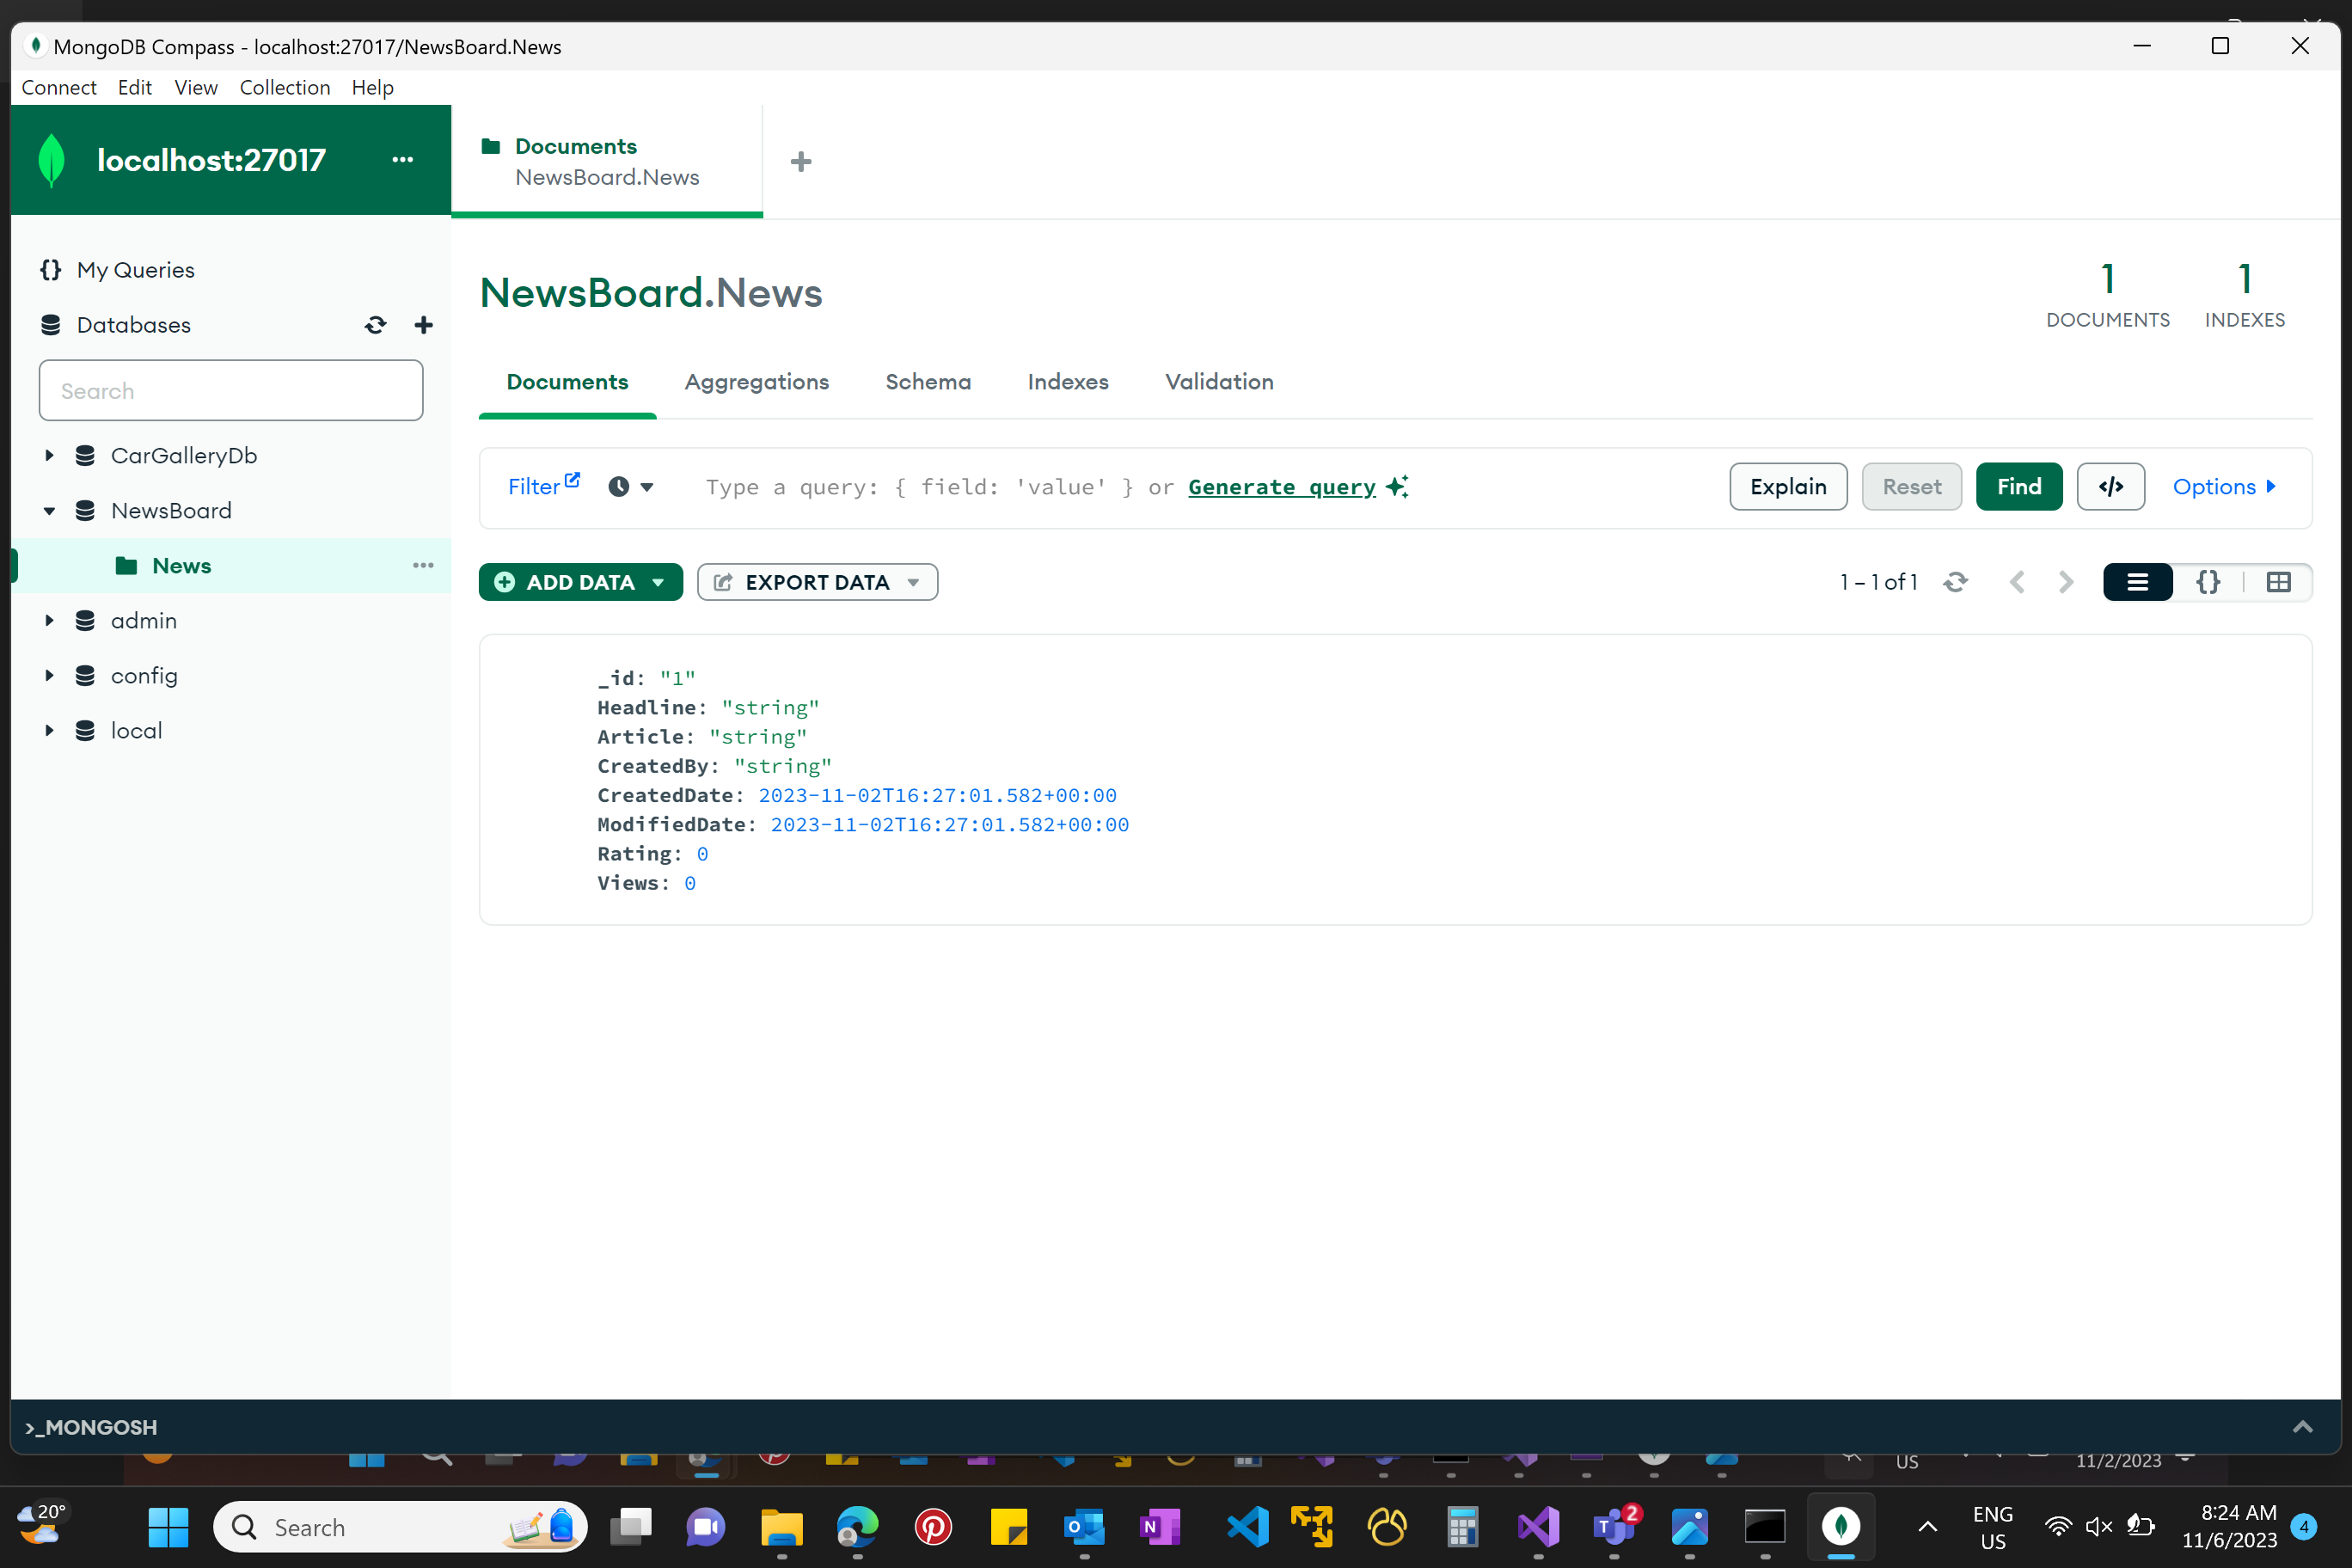 MongoDB Compass - localhost:27017/NewsBoard.News
Connect Edit View Collection Help
localhost:27017
Documents
NewsBoard.News
My Queries
Databases
Search
CarGalleryDb
NewsBoard
News
admin
config
local
NewsBoard.News
1
DOCUMENTS
1
INDEXES
Documents Aggregations Schema Indexes Validation
Filter Type a query: { field: 'value' } or Generate query Explain Reset Find </> Options
ADD DATA EXPORT DATA 1 – 1 of 1 {}
_id: "1"
Headline: "string"
Article: "string"
CreatedBy: "string"
CreatedDate: 2023-11-02T16:27:01.582+00:00
ModifiedDate: 2023-11-02T16:27:01.582+00:00
Rating: 0
Views: 0
>_MONGOSH
US 11/2/2023
20°
Search
2
ENG
US
8:24 AM
11/6/2023
4